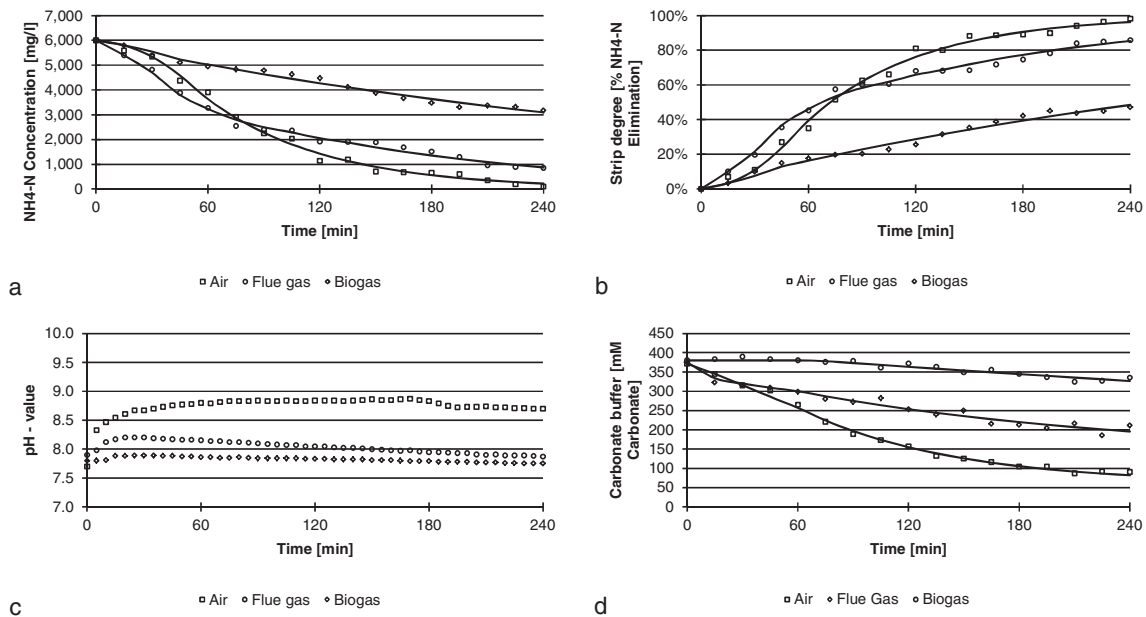 NH4-N Concentration [mg/l]
7,000
6,000
5,000
4,000
3,000
2,000
1,000
0
0 60 120 180 240
Time [min]
Air Flue gas Biogas
a
Strip degree [% NH4-N
Elimination]
100%
80%
60%
40%
20%
0%
0 60 120 180 240
Time [min]
Air Flue gas Biogas
b
pH - value
10.0
9.5
9.0
8.5
8.0
7.5
7.0
0 60 120 180 240
Time [min]
Air Flue gas Biogas
c
Carbonate buffer [mM
Carbonate]
450
400
350
300
250
200
150
100
50
0
0 60 120 180 240
Time [min]
Air Flue Gas Biogas
d